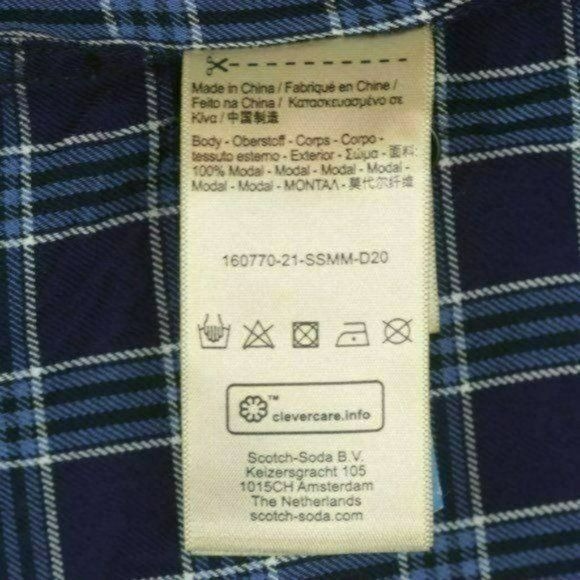 Made in China / Fabriqué en Chine /
Feito na China / Κατασκευασμένο σε
Κίνα / 中国制造
Body - Oberstoff - Corps - Corpo -
tessuto esterno - Exterior - Σώμα - 面料:
100% Modal - Modal - Modal - Modal -
Modal - Modal - ΜΟΝΤΑΛ - 莫代尔纤维
160770-21-SSMM-D20
TM
clevercare.info
Scotch-Soda B.V.
Keizersgracht 105
1015CH Amsterdam
The Netherlands
scotch-soda.com